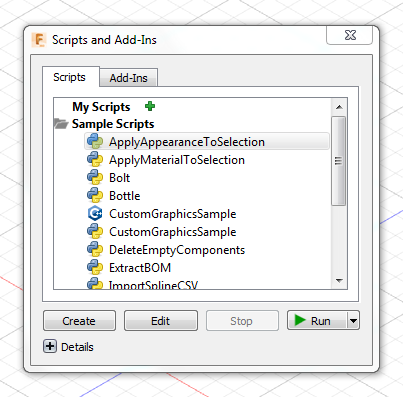 Scripts and Add-Ins
Scripts Add-Ins
My Scripts
Sample Scripts
ApplyAppearanceToSelection
ApplyMaterialToSelection
Bolt
Bottle
CustomGraphicsSample
CustomGraphicsSample
DeleteEmptyComponents
ExtractBOM
ImportSplineCSV
Create Edit Stop Run
Details